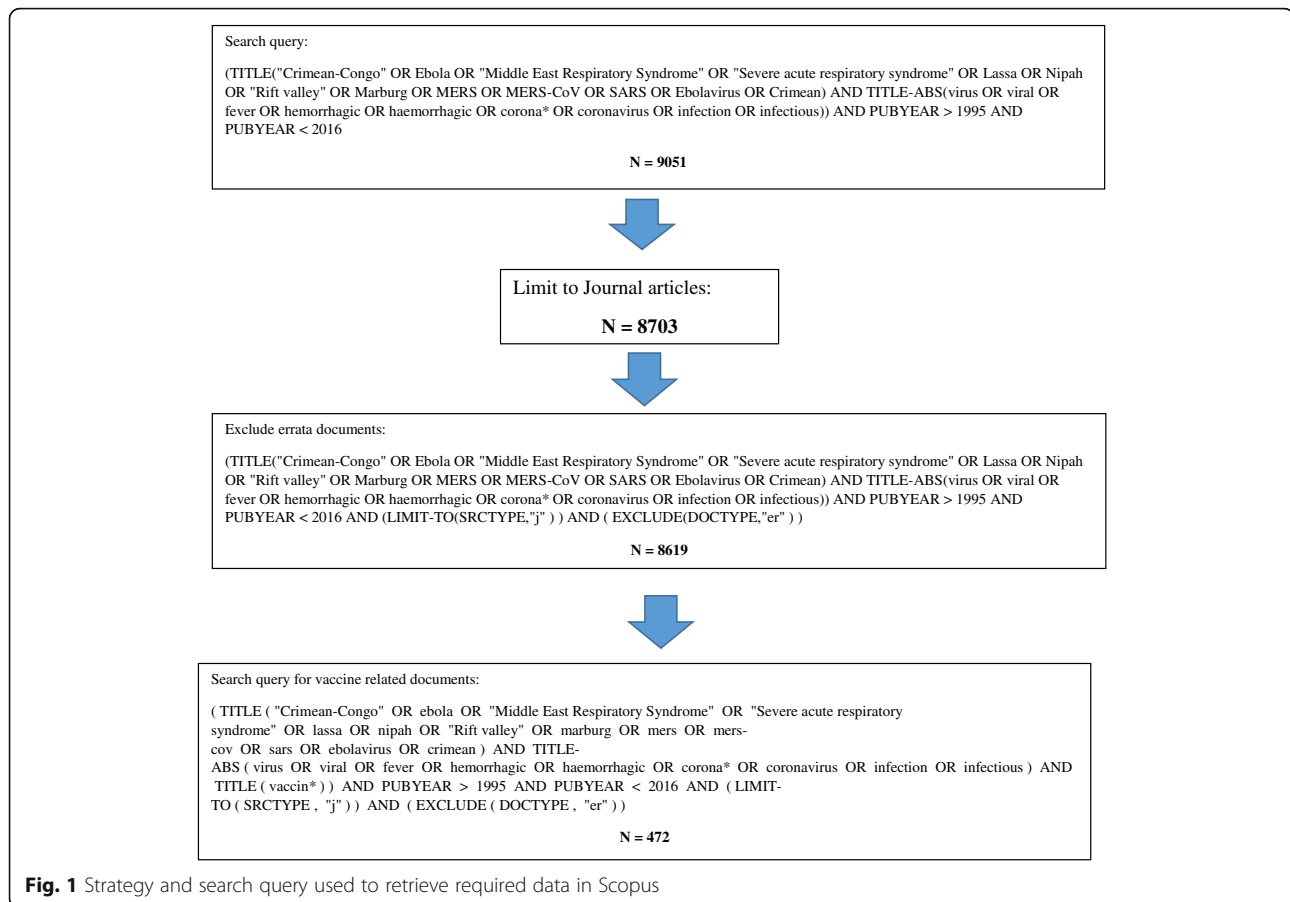 Search query:
(TITLE("Crimean-Congo" OR Ebola OR "Middle East Respiratory Syndrome" OR "Severe acute respiratory syndrome" OR Lassa OR Nipah
OR "Rift valley" OR Marburg OR MERS OR MERS-CoV OR SARS OR Ebolavirus OR Crimean) AND TITLE-ABS(virus OR viral OR
fever OR hemorrhagic OR haemorrhagic OR corona* OR coronavirus OR infection OR infectious)) AND PUBYEAR > 1995 AND
PUBYEAR < 2016
N = 9051
Limit to Journal articles:
N = 8703
Exclude errata documents:
(TITLE("Crimean-Congo" OR Ebola OR "Middle East Respiratory Syndrome" OR "Severe acute respiratory syndrome" OR Lassa OR Nipah
OR "Rift valley" OR Marburg OR MERS OR MERS-CoV OR SARS OR Ebolavirus OR Crimean) AND TITLE-ABS(virus OR viral OR
fever OR hemorrhagic OR haemorrhagic OR corona* OR coronavirus OR infection OR infectious)) AND PUBYEAR > 1995 AND
PUBYEAR < 2016 AND (LIMIT-TO(SRCTYPE,"j" ) ) AND ( EXCLUDE(DOCTYPE,"er" ) )
N = 8619
Search query for vaccine related documents:
( TITLE ( "Crimean-Congo" OR ebola OR "Middle East Respiratory Syndrome" OR "Severe acute respiratory
syndrome" OR lassa OR nipah OR "Rift valley" OR marburg OR mers OR mers-
cov OR sars OR ebolavirus OR crimean ) AND TITLE-
ABS ( virus OR viral OR fever OR hemorrhagic OR haemorrhagic OR corona* OR coronavirus OR infection OR infectious ) AND
TITLE ( vaccin* ) ) AND PUBYEAR > 1995 AND PUBYEAR < 2016 AND ( LIMIT-
TO ( SRCTYPE , "j" ) ) AND ( EXCLUDE ( DOCTYPE , "er" ) )
N = 472
Fig. 1 Strategy and search query used to retrieve required data in Scopus